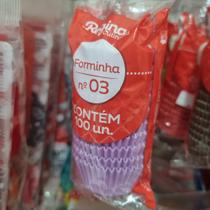 Regina
Forminha
nº 03
CONTÉM
100 un.